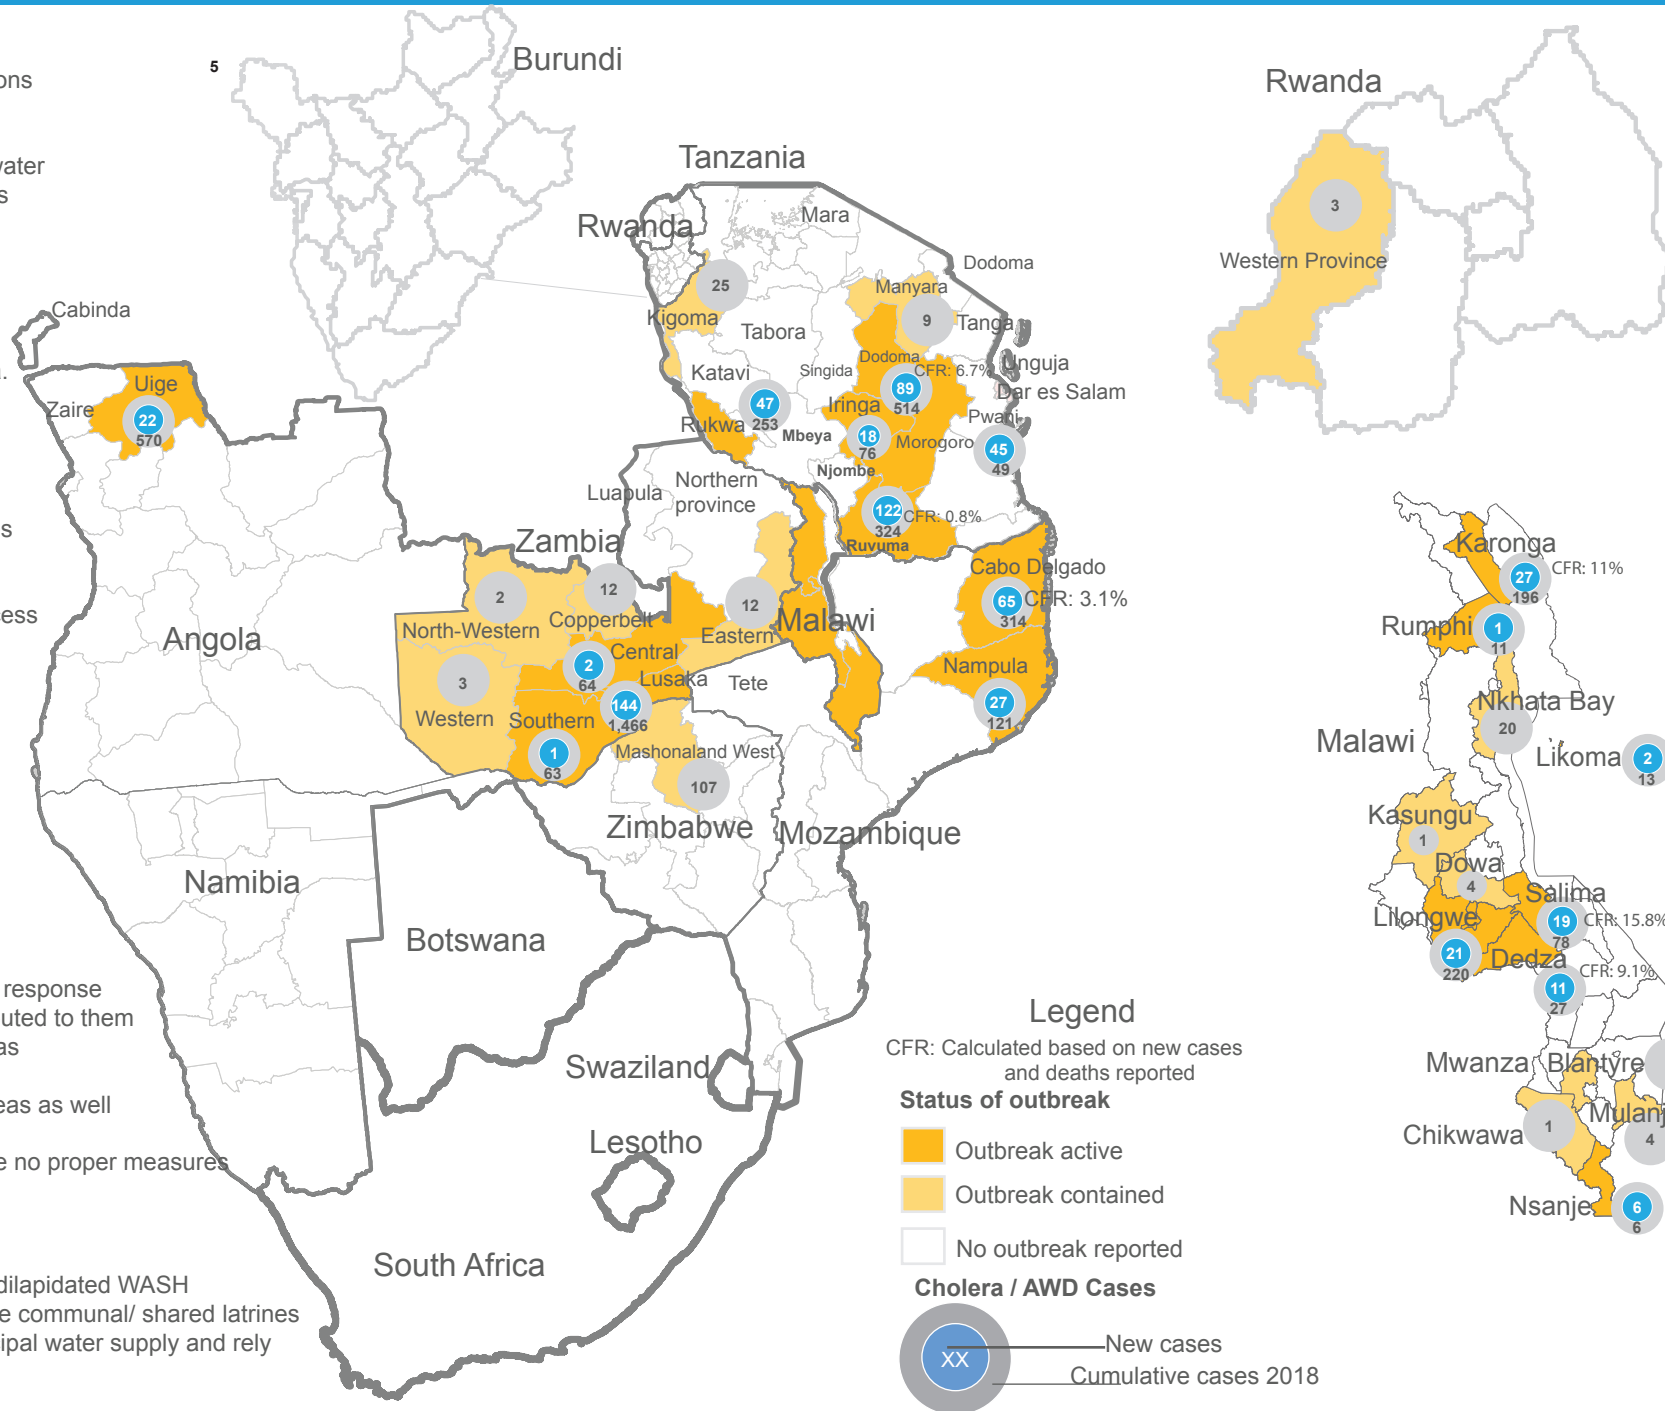 ons
5
Burundi
Rwanda
vater
s
Tanzania
Mara
Rwanda
3
Dodoma
Western Province
25
Manyara
Cabinda
Kigoma
9
Tanga
Tabora
Unguja
Dodoma
CFR: 6.7%
Katavi
Singida
Uige
89
Dar es Salam
Zaire
47
Iringa
514
Pwani
22
Rukwa
253
Mbeya
18
Morogoro
45
570
76
49
Njombe
Northern
province
Luapula
122
CFR: 0.8%
324
Ruvuma
s
Zambia
Karonga
Cabo Delgado
CFR: 11%
27
196
2
12
12
65
CFR: 3.1%
314
cess
Copperbelt
Malawi
Rumphi
1
11
North-Western
Eastern
Angola
Central
2
64
Nampula
3
Lusaka
Tete
27
121
Nkhata Bay
20
144
1,466
Western
Southern
Malawi
1
63
Mashonaland West
Likoma
2
13
107
Kasungu
1
Zimbabwe
Mozambique
Dowa
4
Namibia
Salima
19
78
CFR: 15.8%
Lilongwe
21
220
Botswana
Dedza
CFR: 9.1%
11
27
response
uted to them
as
Legend
CFR: Calculated based on new cases
and deaths reported
Mwanza
Blantyre
Swaziland
Status of outbreak
eas as well
Chikwawa
1
Mulanj
4
Lesotho
Outbreak active
e no proper measures
Outbreak contained
Nsanje
6
6
No outbreak reported
South Africa
dilapidated WASH
Cholera / AWD Cases
e communal/ shared latrines
cipal water supply and rely
XX
New cases
Cumulative cases 2018